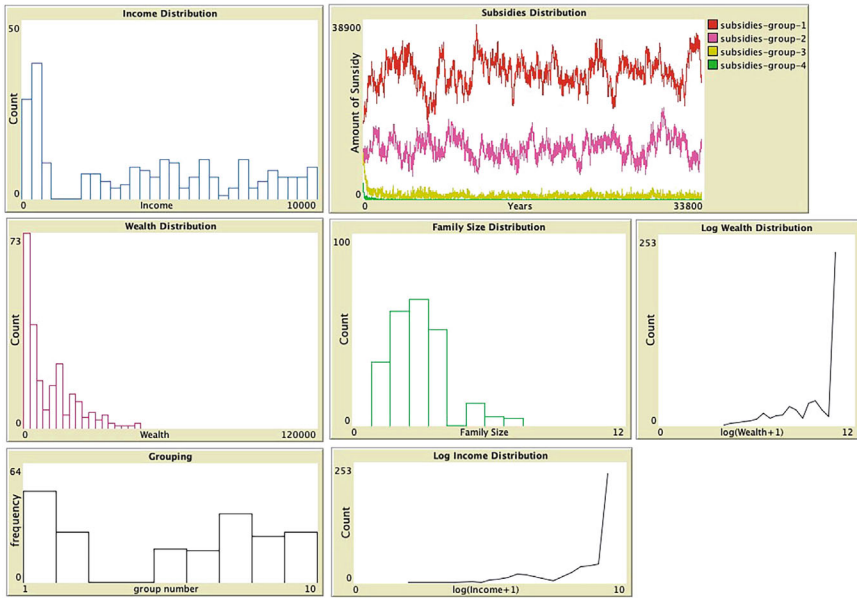 Income Distribution
50
Count
0
0
Income
10000
Subsidies Distribution
38900
Amount of Sunsidy
0
0
Years
33800
subsidies-group-1
subsidies-group-2
subsidies-group-3
subsidies-group-4
Wealth Distribution
73
Count
0
0
Wealth
120000
Family Size Distribution
100
Count
0
0
Family Size
12
Log Wealth Distribution
253
Count
0
0
log(Wealth+1)
12
Grouping
64
frequency
0
1
group number
10
Log Income Distribution
253
Count
0
0
log(Income+1)
10